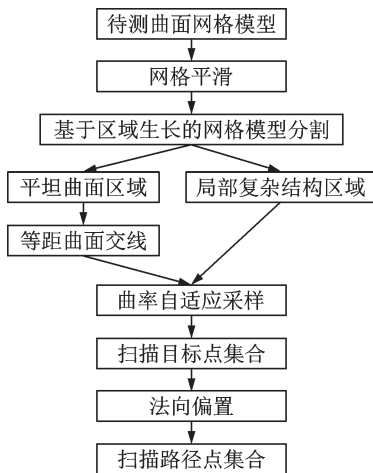 待测曲面网格模型
网格平滑
基于区域生长的网格模型分割
平坦曲面区域
局部复杂结构区域
等距曲面交线
曲率自适应采样
扫描目标点集合
法向偏置
扫描路径点集合